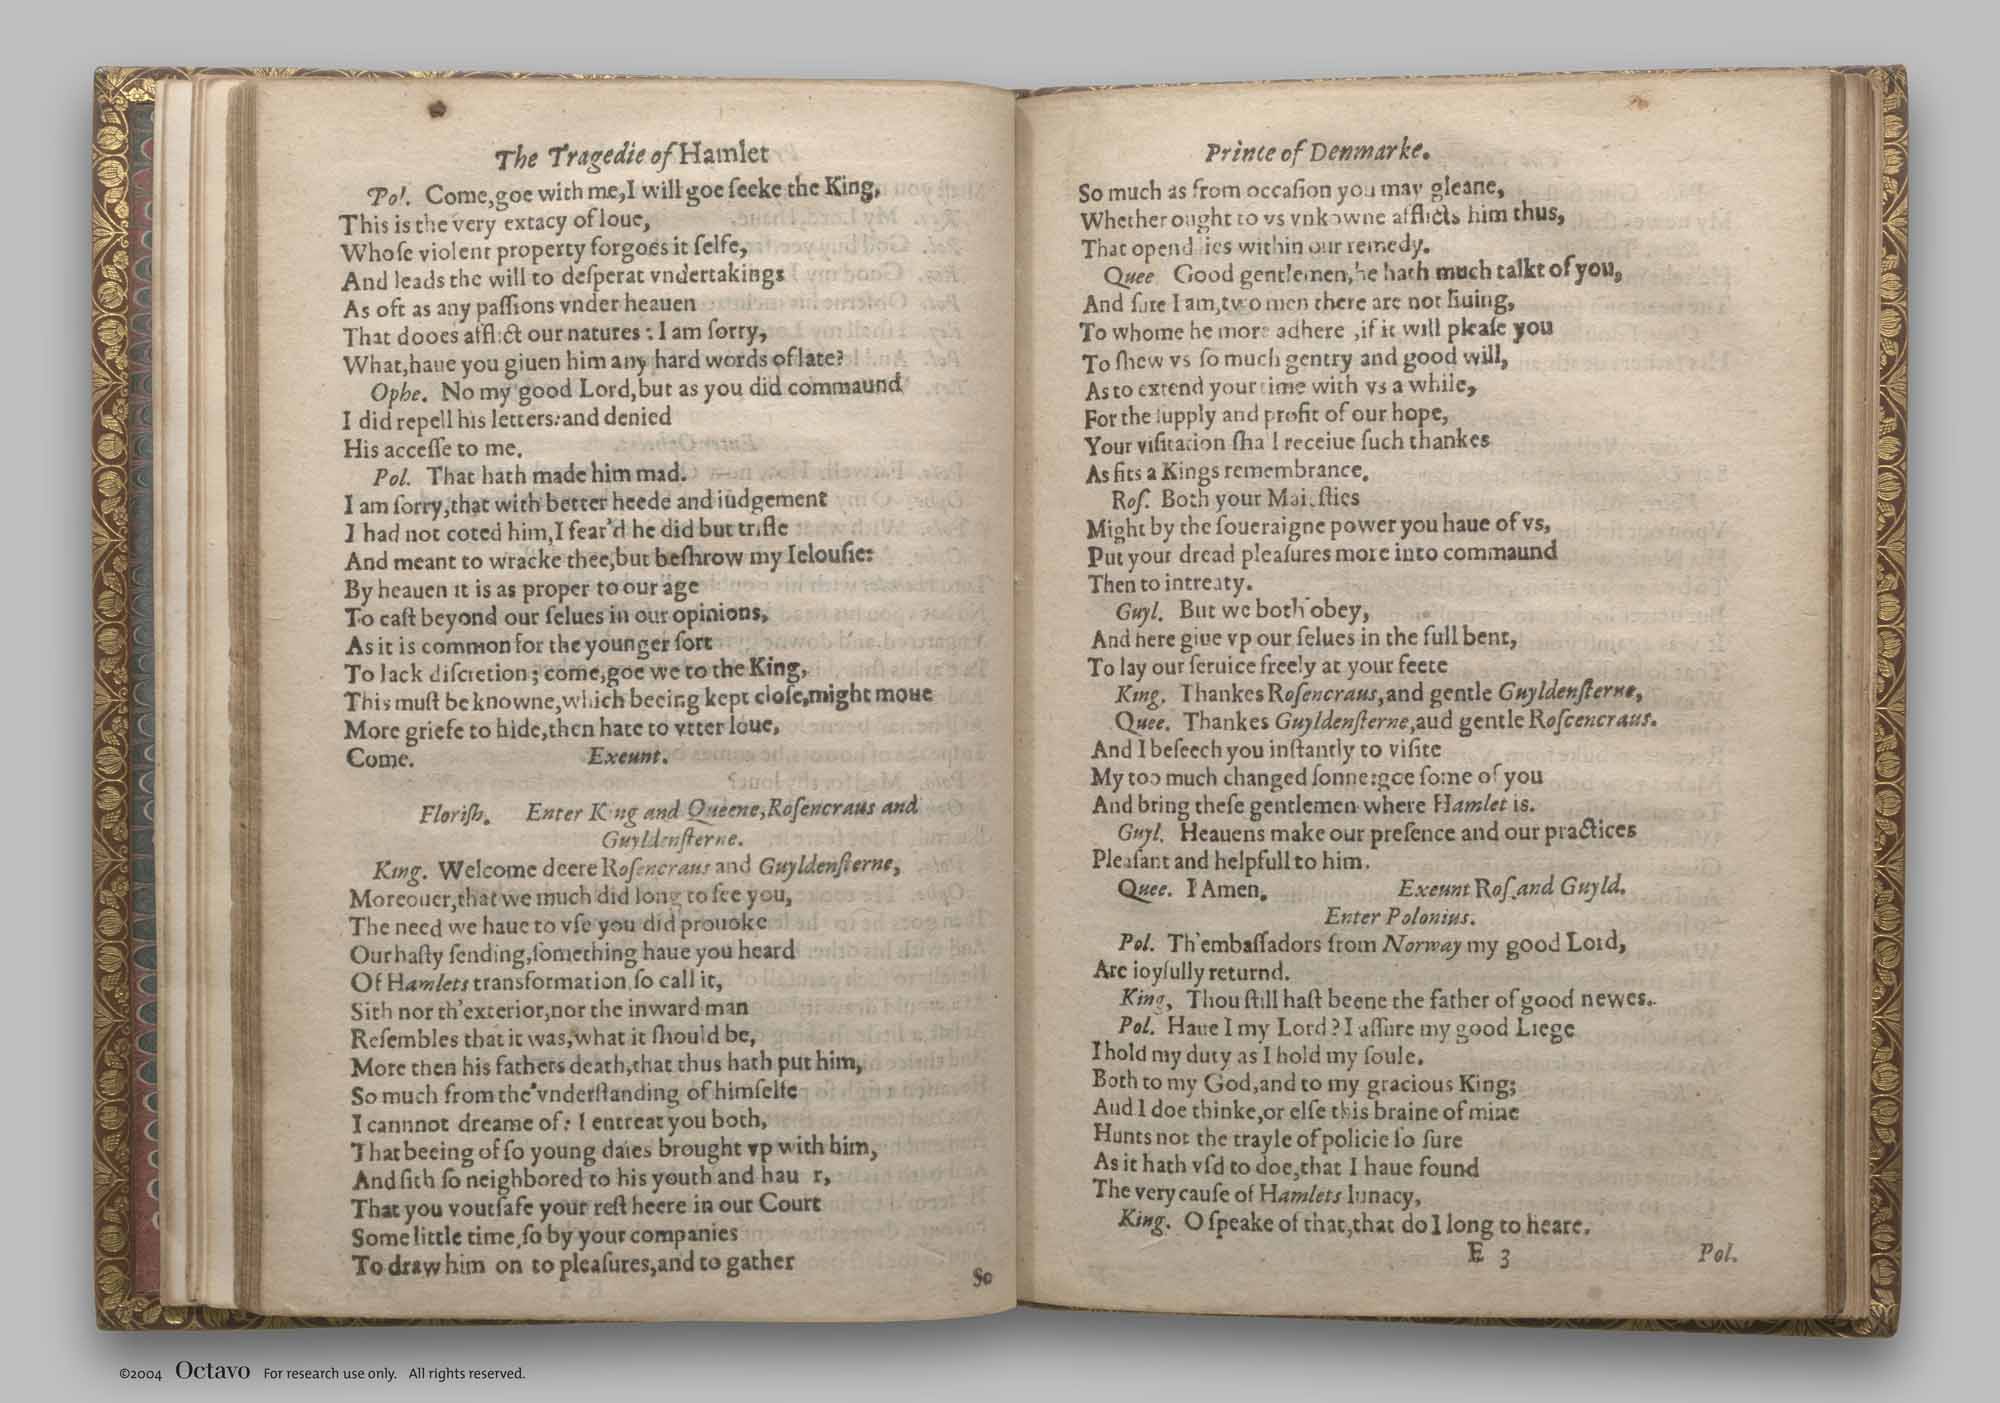 The Tragedie of Hamlet
Pol. Come,goe with me,I will goe ſeeke the King,
This is the very extacy of loue,
Whoſe violent property forgoes it ſelfe,
And leads the will to deſperat vndertakings
As oft as any paſſions vnder heauen
That dooes afflict our natures : I am ſorry,
What,haue you giuen him any hard words of late?
Ophe. No my good Lord,but as you did commaund
I did repell his letters:and denied
His acceſſe to me.
Pol. That hath made him mad.
I am ſorry,that with better heede and iudgement
I had not coted him,I fear'd he did but trifle
And meant to wracke thee,but beſhrow my Ielouſie:
By heauen it is as proper to our age
To caſt beyond our ſelues in our opinions,
As it is common for the younger ſort
To lack diſcretion; come,goe we to the King,
This muſt be knowne,which beeing kept cloſe,might moue
More griefe to hide,then hate to vtter loue,
Come. Exeunt.
Floriſh. Enter King and Queene,Roſencraus and
Guyldenſterne.
King. Welcome deere Roſencraus and Guyldenſterne,
Moreouer,that we much did long to ſee you,
The need we haue to vſe you did prouoke
Our haſty ſending,ſomething haue you heard
Of Hamlets transformation ſo call it,
Sith nor th'exterior,nor the inward man
Reſembles that it was,what it ſhould be,
More then his fathers death,that thus hath put him,
So much from the vnderſtanding of himſelfe
I cannnot dreame of: I entreat you both,
That beeing of ſo young daies brought vp with him,
And ſith ſo neighbored to his youth and hau r,
That you voutſafe your reſt heere in our Court
Some little time,ſo by your companies
To draw him on to pleaſures,and to gather
So
Prince of Denmarke.
So much as from occaſion you may gleane,
Whether ought to vs vnknowne afflicts him thus,
That opend lies within our remedy.
Quee Good gentlemen,he hath much talkt of you,
And ſure I am,two men there are not liuing,
To whome he more adhere ,if it will pleaſe you
To ſhew vs ſo much gentry and good will,
As to extend your time with vs a while,
For the ſupply and profit of our hope,
Your viſitation ſhall receiue ſuch thankes
As fits a Kings remembrance.
Roſ. Both your Maieſties
Might by the ſoueraigne power you haue of vs,
Put your dread pleaſures more into commaund
Then to intreaty.
Guyl. But we both obey,
And here giue vp our ſelues in the full bent,
To lay our ſeruice freely at your feete
King. Thankes Roſencraus,and gentle Guyldenſterne,
Quee. Thankes Guyldenſterne,aud gentle Roſcencraus.
And I beſeech you inſtantly to viſite
My too much changed ſonne:goe ſome of you
And bring theſe gentlemen where Hamlet is.
Guyl. Heauens make our preſence and our practices
Pleaſant and helpfull to him.
Quee. I Amen. Exeunt Roſ.and Guyld.
Enter Polonius.
Pol. Th'embaſſadors from Norway my good Lord,
Are ioyfully returnd.
King, Thou ſtill haſt beene the father of good newes.
Pol. Haue I my Lord? I aſſure my good Liege
I hold my duty as I hold my ſoule.
Both to my God,and to my gracious King;
And I doe thinke,or elſe this braine of mine
Hunts not the trayle of policie ſo ſure
As it hath vſd to doe,that I haue found
The very cauſe of Hamlets lunacy,
King. O ſpeake of that,that do I long to heare.
E 3 Pol.
©2004 Octavo For research use only. All rights reserved.